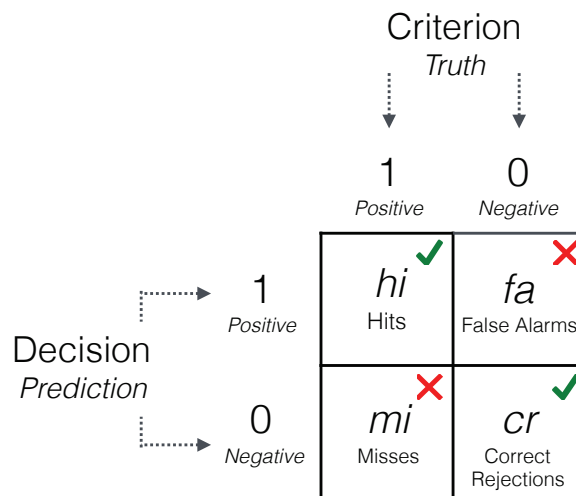 Criterion
Truth
1
0
Positive
Negative
1
Positive
hi
Hits
fa
False Alarms
Decision
Prediction
0
Negative
mi
Misses
cr
Correct
Rejections